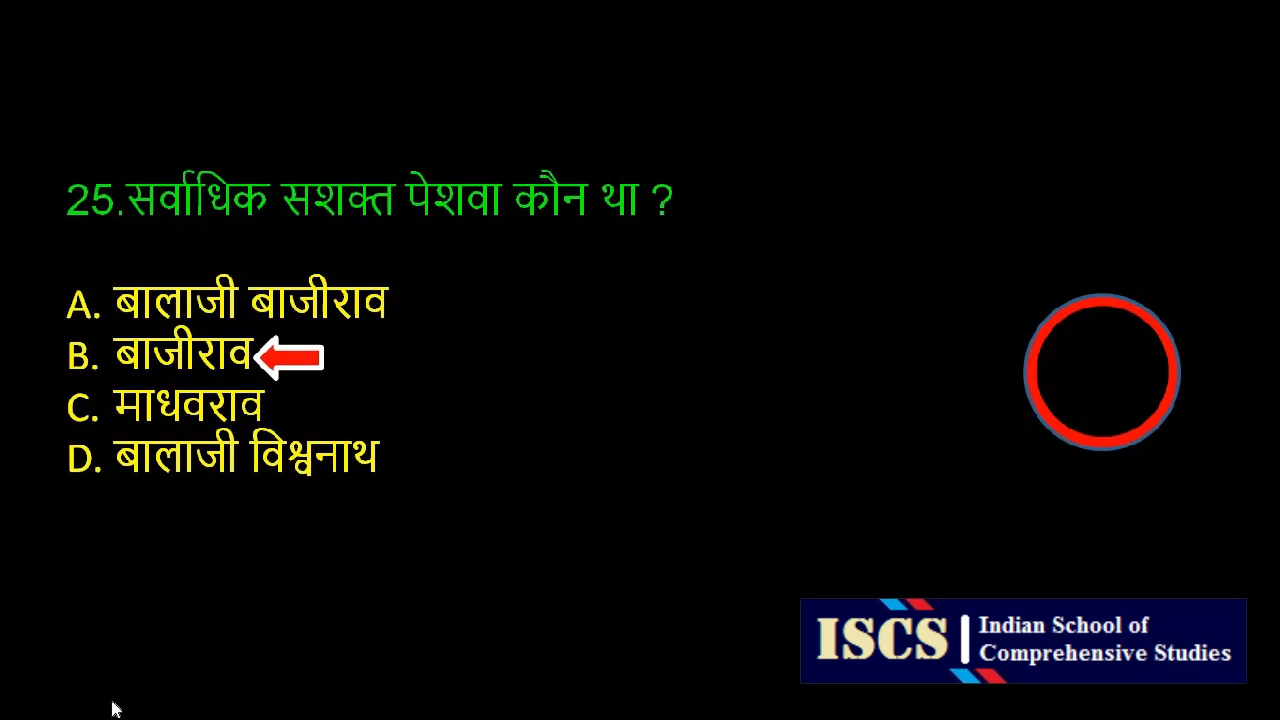 25.सर्वाधिक सशक्त पेशवा कौन था ?
A. बालाजी बाजीराव
B. बाजीराव
C. माधवराव
D. बालाजी विश्वनाथ
ISCS
Indian School of
Comprehensive Studies